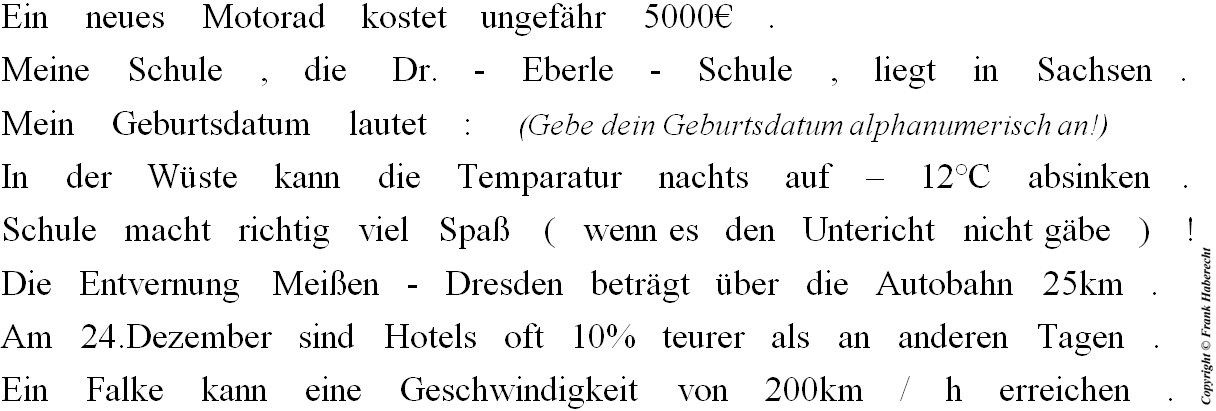 Ein neues Motorad kostet ungefähr 5000€ .
Meine Schule , die Dr. - Eberle - Schule , liegt in Sachsen .
Mein Geburtsdatum lautet : (Gebe dein Geburtsdatum alphanumerisch an!)
In der Wüste kann die Temparatur nachts auf – 12°C absinken .
Schule macht richtig viel Spaß ( wenn es den Untericht nicht gäbe ) !
Die Entvernung Meißen - Dresden beträgt über die Autobahn 25km .
Am 24.Dezember sind Hotels oft 10% teurer als an anderen Tagen .
Ein Falke kann eine Geschwindigkeit von 200km / h erreichen .
Copyright © Frank Haberecht